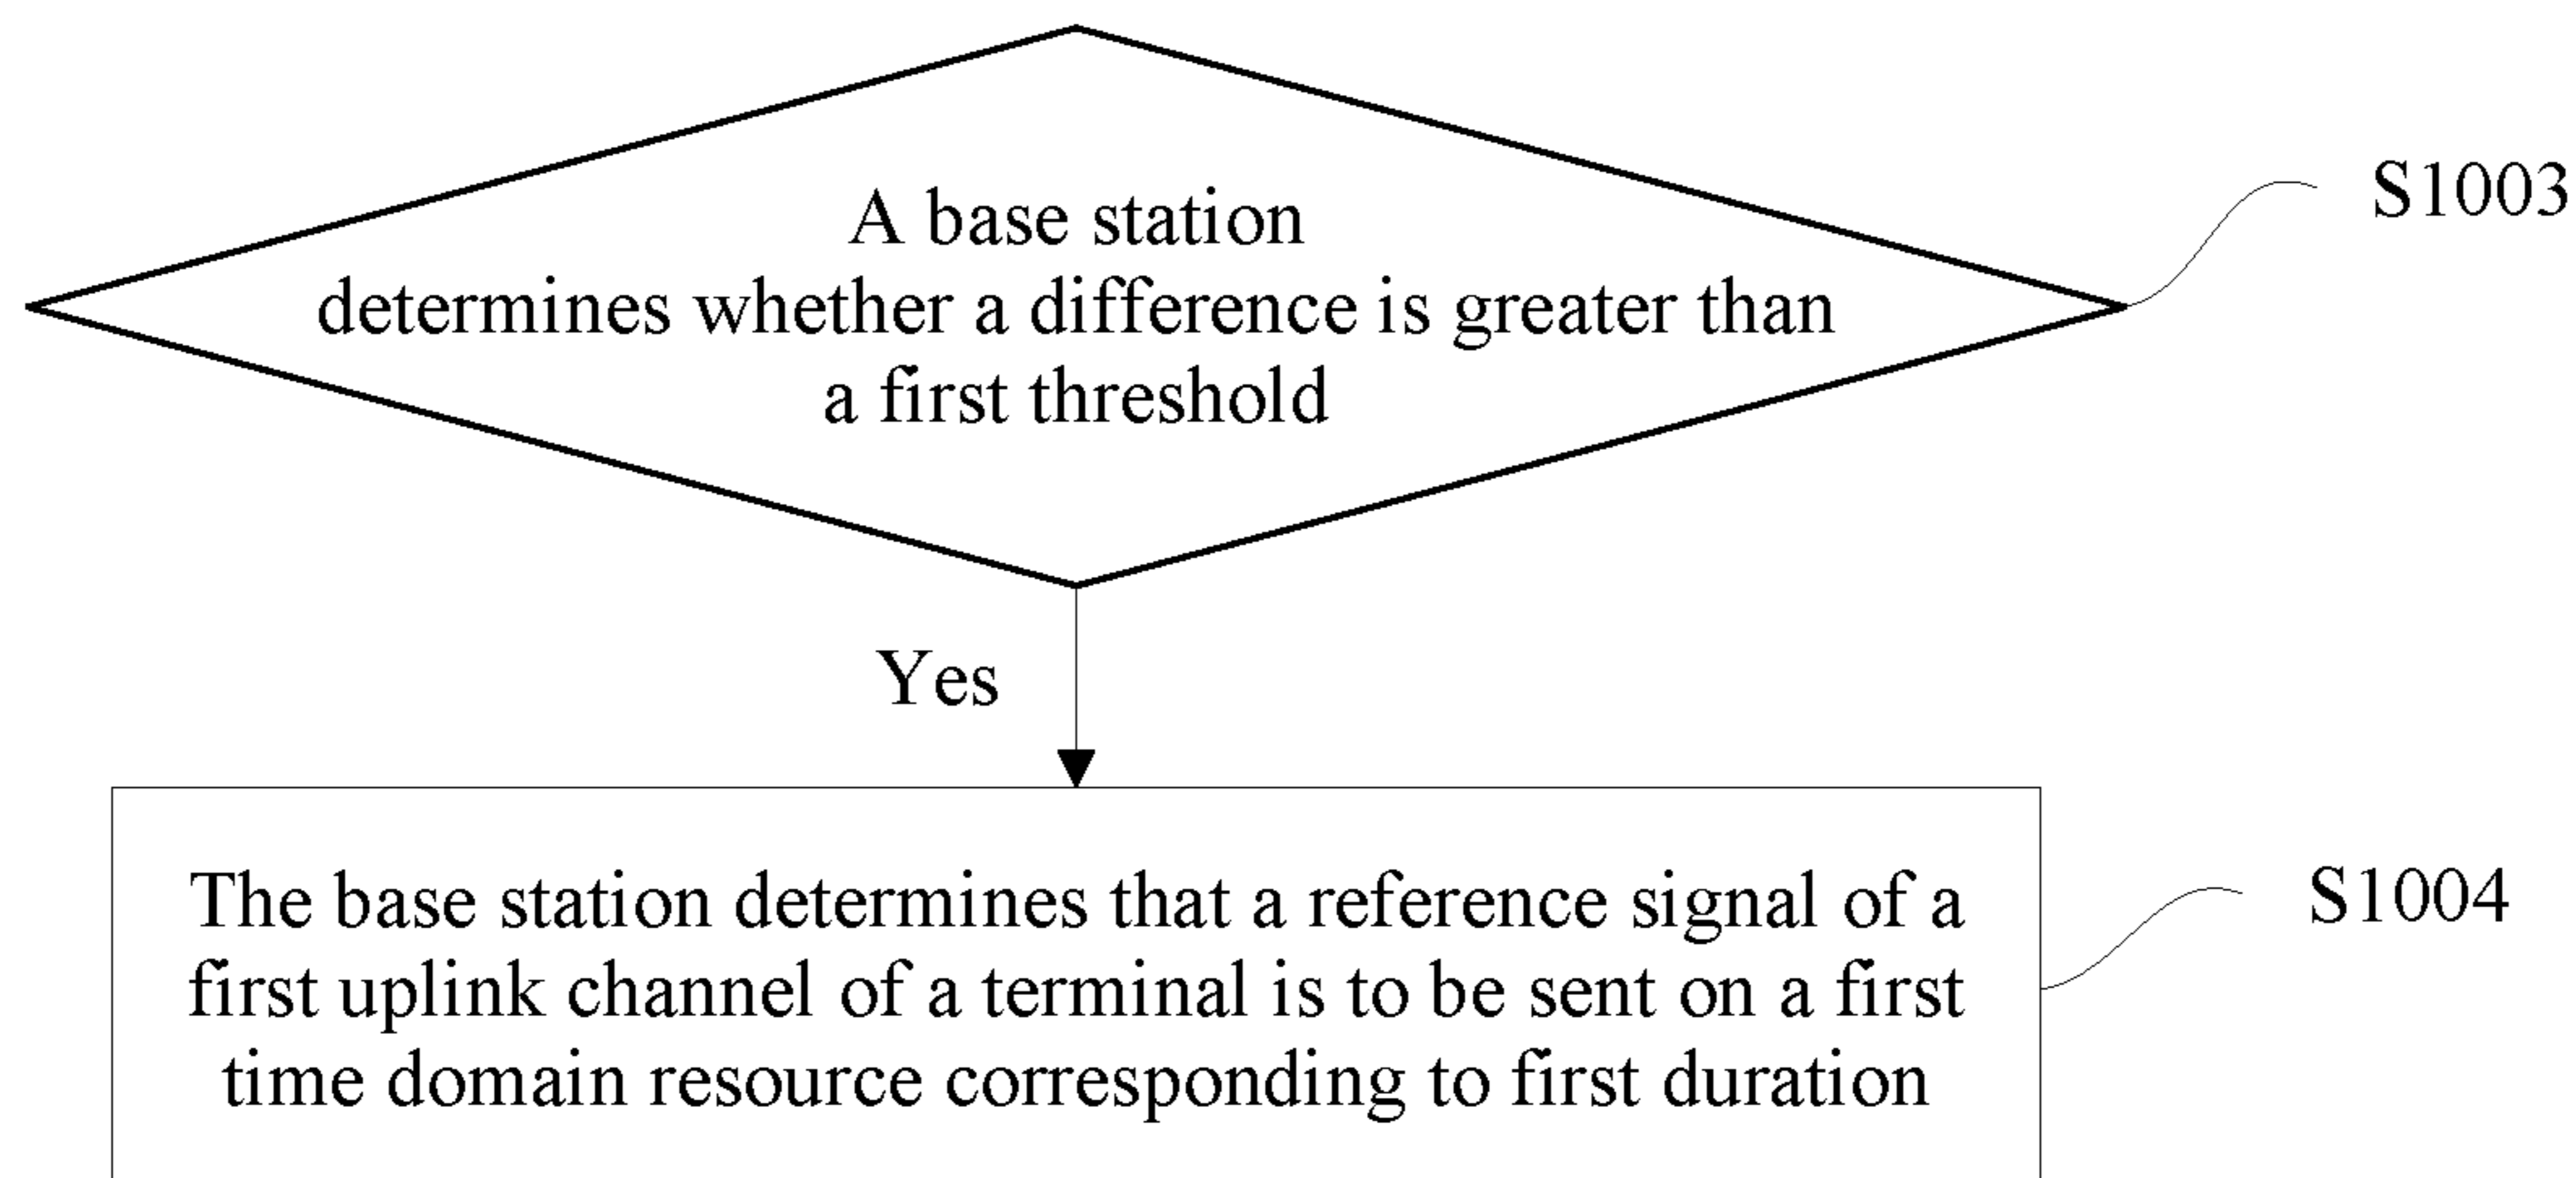 A base station
determines whether a difference is greater than
a first threshold
S1003
Yes
The base station determines that a reference signal of a
first uplink channel of a terminal is to be sent on a first
time domain resource corresponding to first duration
S1004